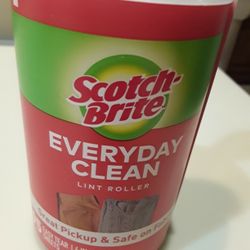 Scotch-
Brite
EVERYDAY
CLEAN
LINT ROLLER
Great Pickup & Safe on